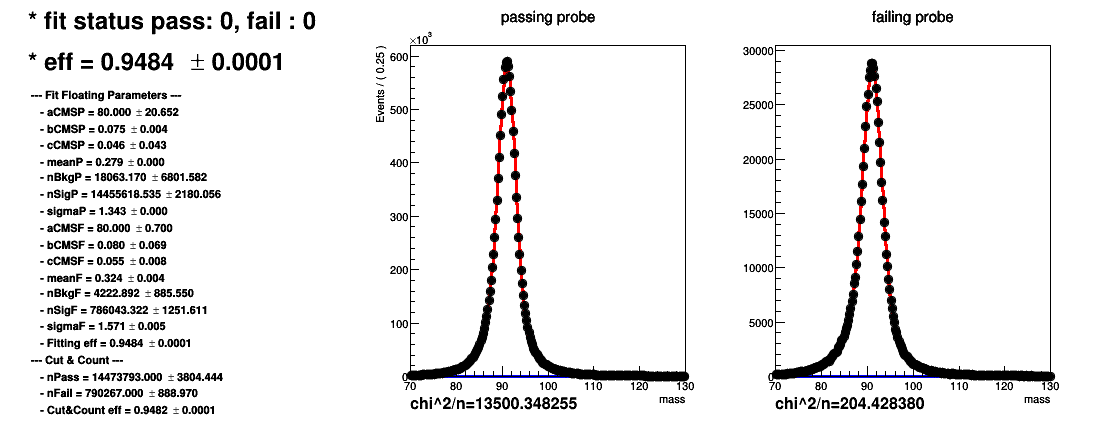 * fit status pass: 0, fail : 0
* eff = 0.9484 ± 0.0001
--- Fit Floating Parameters ---
- aCMSP = 80.000 ± 20.652
- bCMSP = 0.075 ± 0.004
- cCMSP = 0.046 ± 0.043
- meanP = 0.279 ± 0.000
- nBkgP = 18063.170 ± 6801.582
- nSigP = 14455618.535 ± 2180.056
- sigmaP = 1.343 ± 0.000
- aCMSF = 80.000 ± 0.700
- bCMSF = 0.080 ± 0.069
- cCMSF = 0.055 ± 0.008
- meanF = 0.324 ± 0.004
- nBkgF = 4222.892 ± 885.550
- nSigF = 786043.322 ± 1251.611
- sigmaF = 1.571 ± 0.005
- Fitting eff = 0.9484 ± 0.0001
--- Cut & Count ---
- nPass = 14473793.000 ± 3804.444
- nFail = 790267.000 ± 888.970
- Cut&Count eff = 0.9482 ± 0.0001
passing probe
×10³
Events / ( 0.25 )
600
500
400
300
200
100
0
70 80 90 100 110 120 130
mass
chi^2/n=13500.348255
failing probe
30000
25000
20000
15000
10000
5000
0
70 80 90 100 110 120 130
mass
chi^2/n=204.428380